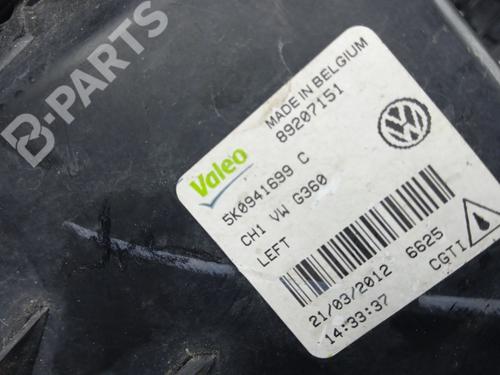 B-PARTS
MADE IN BELGIUM
89207151
Valeo
5K0941699 C
CH1 VW G360
LEFT
21/03/2012 6625
14:33:37 CGTI